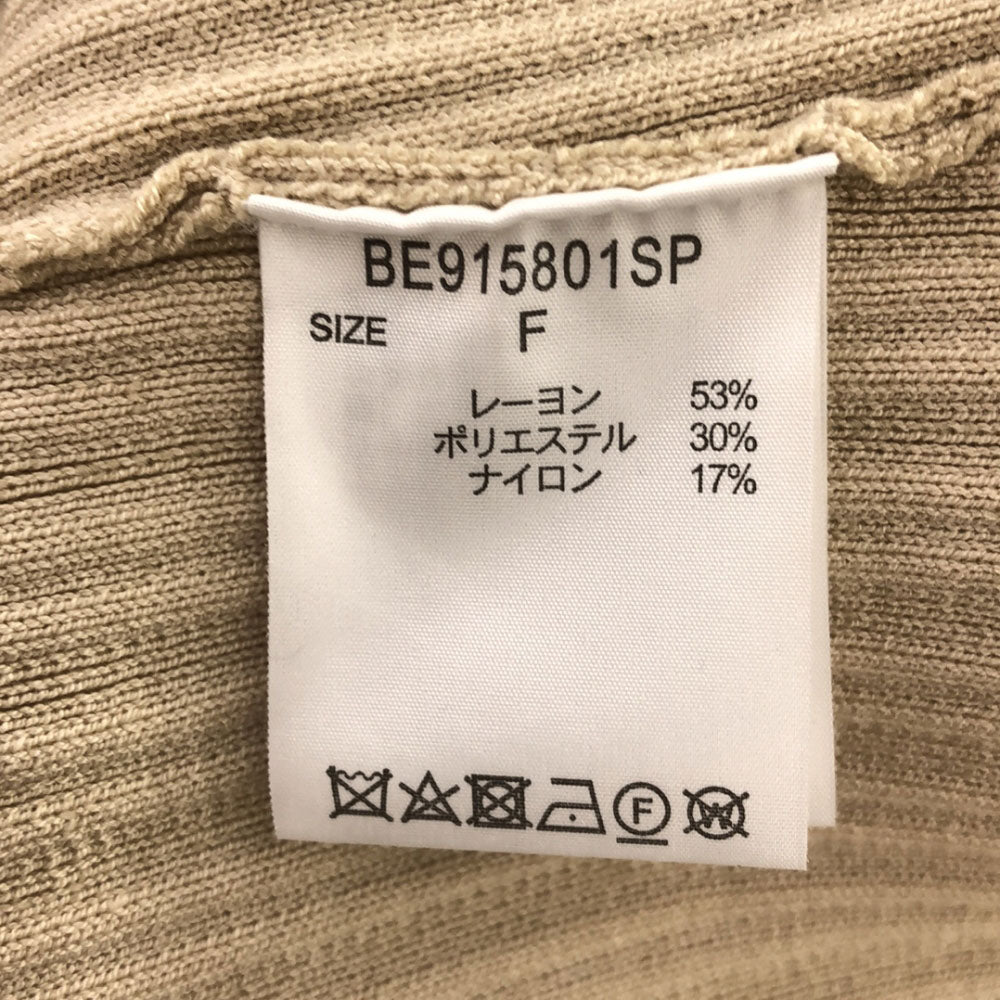 BE915801SP
SIZE F
レーヨン 53%
ポリエステル 30%
ナイロン 17%
F W